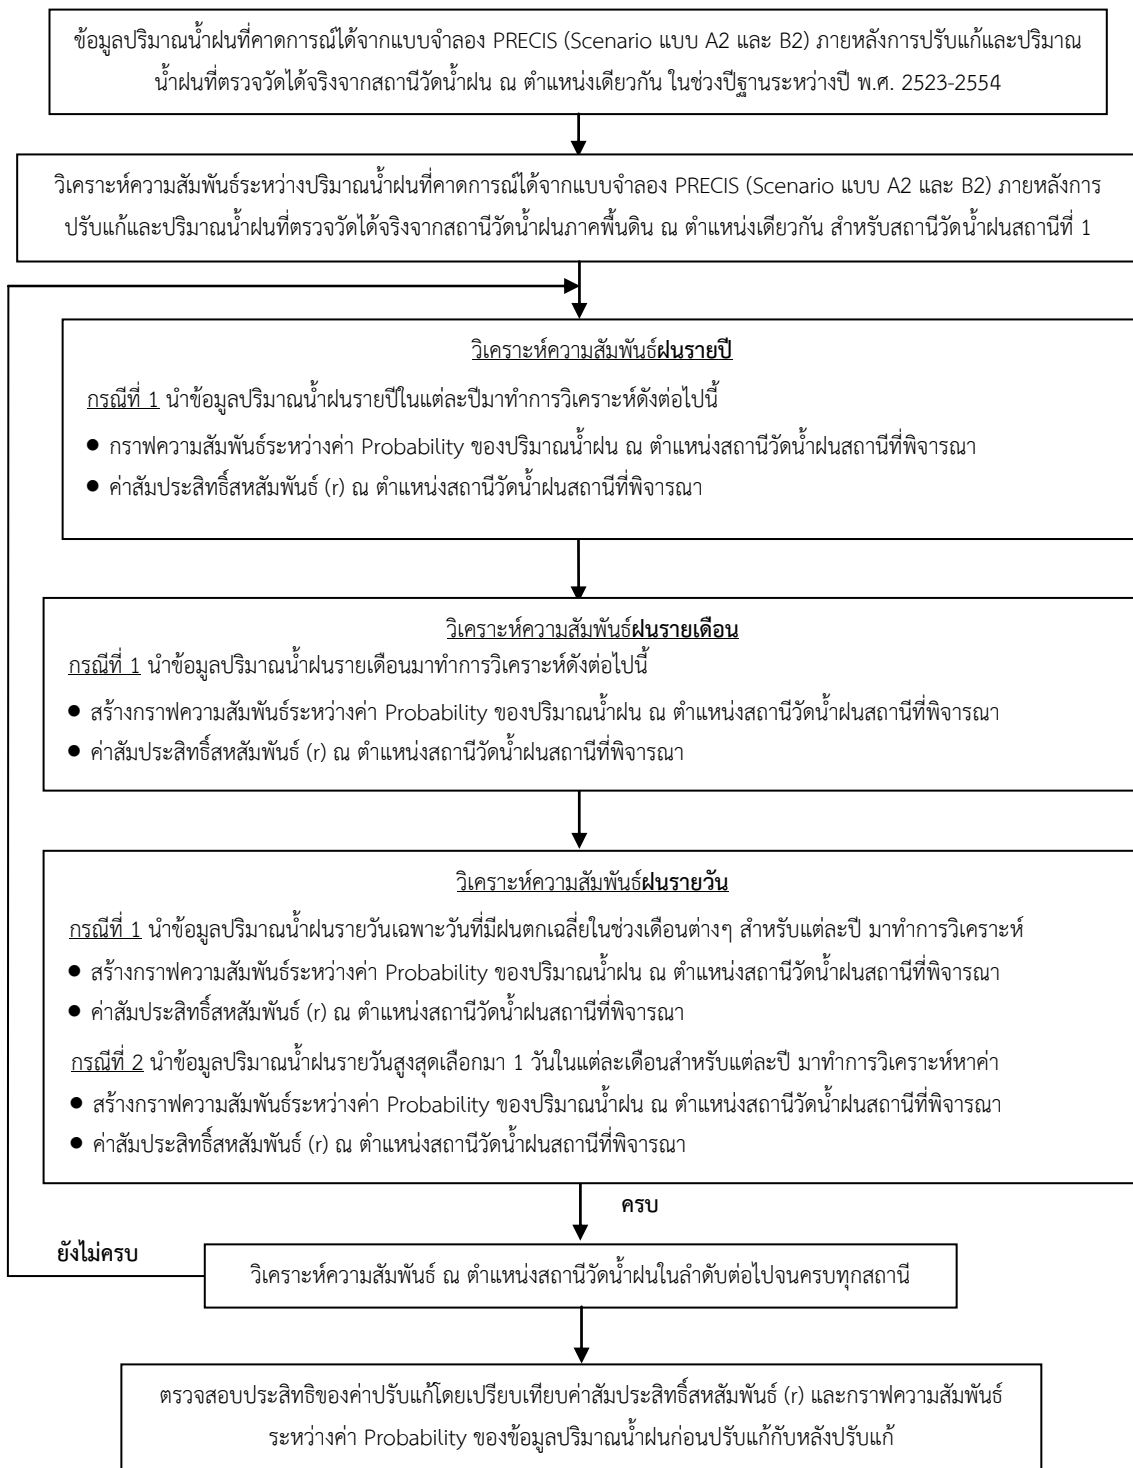 ข้อมูลปริมาณน้ำฝนที่คาดการณ์ได้จากแบบจำลอง PRECIS (Scenario แบบ A2 และ B2) ภายหลังการปรับแก้และปริมาณ
น้ำฝนที่ตรวจวัดได้จริงจากสถานีวัดน้ำฝน ณ ตำแหน่งเดียวกัน ในช่วงปีฐานระหว่างปี พ.ศ. 2523-2554
วิเคราะห์ความสัมพันธ์ระหว่างปริมาณน้ำฝนที่คาดการณ์ได้จากแบบจำลอง PRECIS (Scenario แบบ A2 และ B2) ภายหลังการ
ปรับแก้และปริมาณน้ำฝนที่ตรวจวัดได้จริงจากสถานีวัดน้ำฝนภาคพื้นดิน ณ ตำแหน่งเดียวกัน สำหรับสถานีวัดน้ำฝนสถานีที่ 1
วิเคราะห์ความสัมพันธ์ฝนรายปี
กรณีที่ 1 นำข้อมูลปริมาณน้ำฝนรายปีในแต่ละปีมาทำการวิเคราะห์ดังต่อไปนี้
● กราฟความสัมพันธ์ระหว่างค่า Probability ของปริมาณน้ำฝน ณ ตำแหน่งสถานีวัดน้ำฝนสถานีที่พิจารณา
● ค่าสัมประสิทธิ์สหสัมพันธ์ (r) ณ ตำแหน่งสถานีวัดน้ำฝนสถานีที่พิจารณา
วิเคราะห์ความสัมพันธ์ฝนรายเดือน
กรณีที่ 1 นำข้อมูลปริมาณน้ำฝนรายเดือนมาทำการวิเคราะห์ดังต่อไปนี้
● สร้างกราฟความสัมพันธ์ระหว่างค่า Probability ของปริมาณน้ำฝน ณ ตำแหน่งสถานีวัดน้ำฝนสถานีที่พิจารณา
● ค่าสัมประสิทธิ์สหสัมพันธ์ (r) ณ ตำแหน่งสถานีวัดน้ำฝนสถานีที่พิจารณา
วิเคราะห์ความสัมพันธ์ฝนรายวัน
กรณีที่ 1 นำข้อมูลปริมาณน้ำฝนรายวันเฉพาะวันที่มีฝนตกเฉลี่ยในช่วงเดือนต่างๆ สำหรับแต่ละปี มาทำการวิเคราะห์
● สร้างกราฟความสัมพันธ์ระหว่างค่า Probability ของปริมาณน้ำฝน ณ ตำแหน่งสถานีวัดน้ำฝนสถานีที่พิจารณา
● ค่าสัมประสิทธิ์สหสัมพันธ์ (r) ณ ตำแหน่งสถานีวัดน้ำฝนสถานีที่พิจารณา
กรณีที่ 2 นำข้อมูลปริมาณน้ำฝนรายวันสูงสุดเลือกมา 1 วันในแต่ละเดือนสำหรับแต่ละปี มาทำการวิเคราะห์หาค่า
● สร้างกราฟความสัมพันธ์ระหว่างค่า Probability ของปริมาณน้ำฝน ณ ตำแหน่งสถานีวัดน้ำฝนสถานีที่พิจารณา
● ค่าสัมประสิทธิ์สหสัมพันธ์ (r) ณ ตำแหน่งสถานีวัดน้ำฝนสถานีที่พิจารณา
ครบ
ยังไม่ครบ
วิเคราะห์ความสัมพันธ์ ณ ตำแหน่งสถานีวัดน้ำฝนในลำดับต่อไปจนครบทุกสถานี
ตรวจสอบประสิทธิของค่าปรับแก้โดยเปรียบเทียบค่าสัมประสิทธิ์สหสัมพันธ์ (r) และกราฟความสัมพันธ์
ระหว่างค่า Probability ของข้อมูลปริมาณน้ำฝนก่อนปรับแก้กับหลังปรับแก้